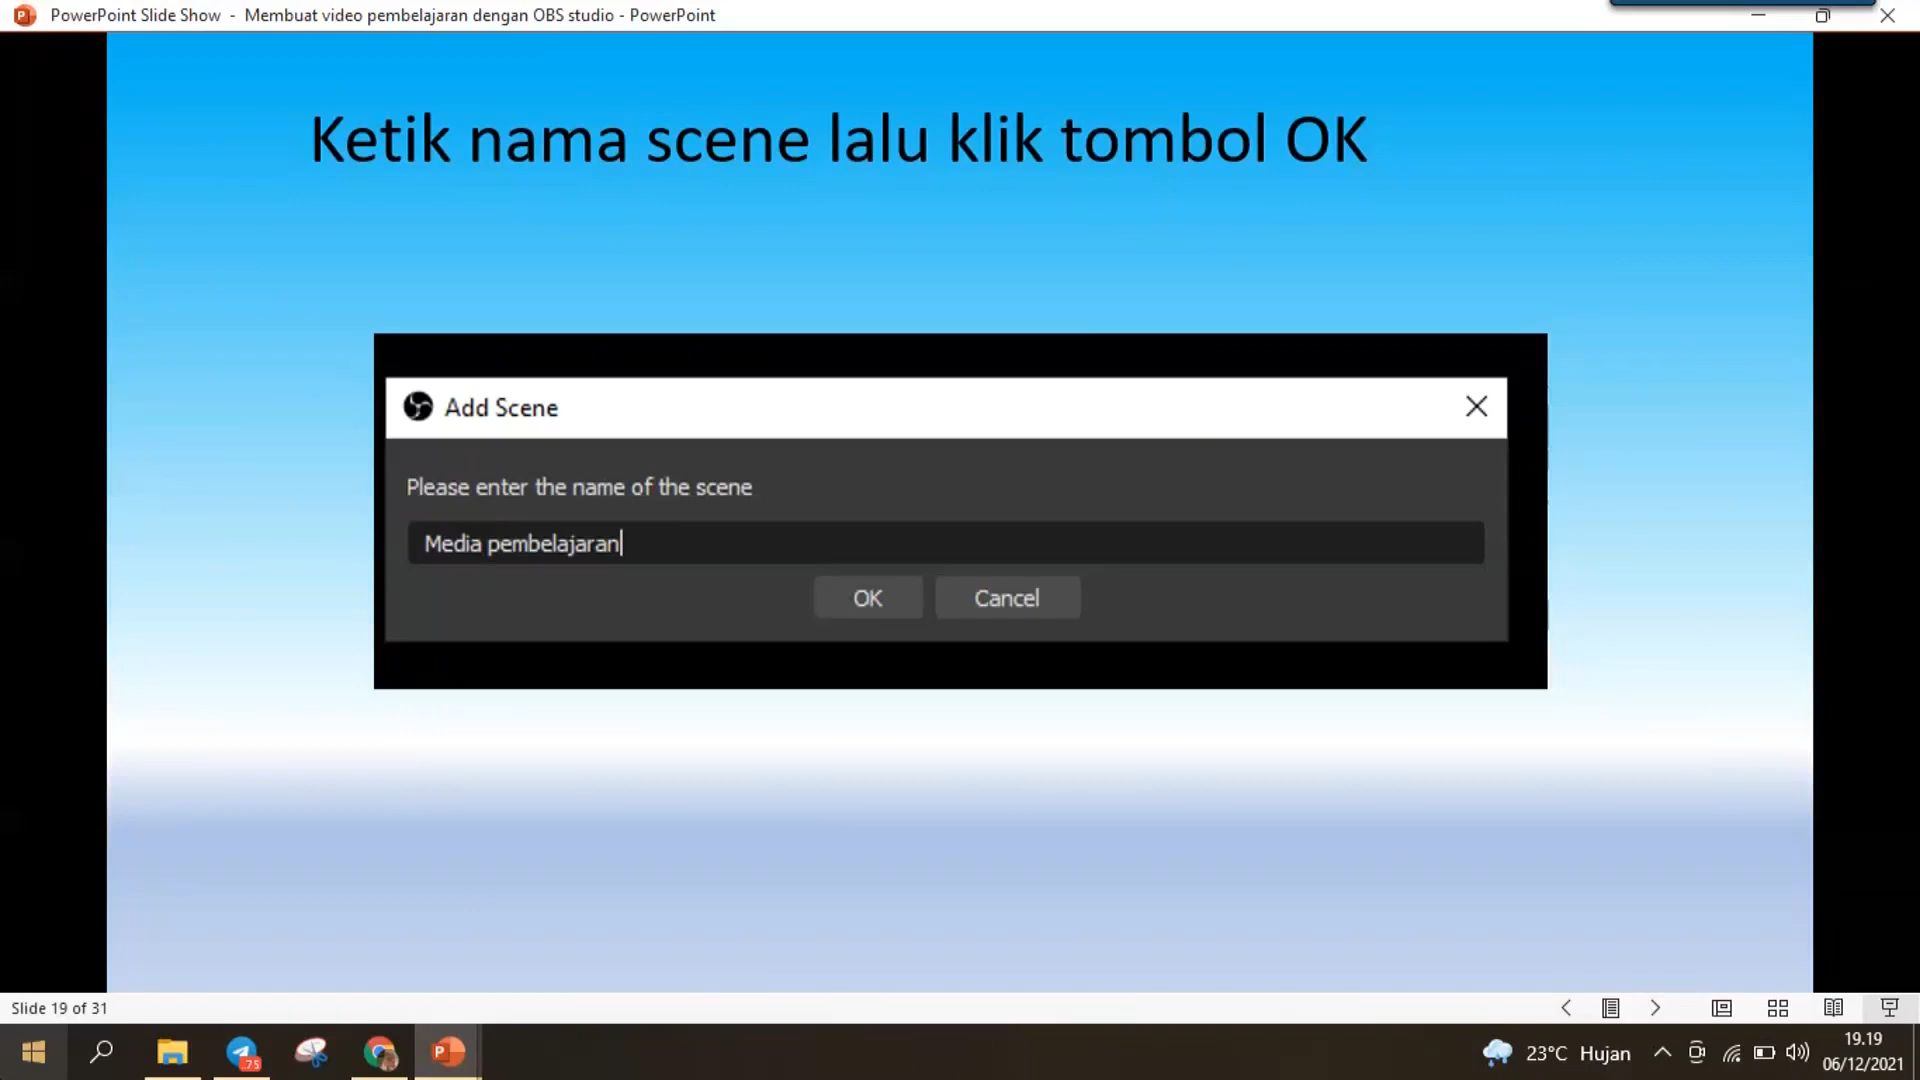 PowerPoint Slide Show - Membuat video pembelajaran dengan OBS studio - PowerPoint
Ketik nama scene lalu klik tombol OK
Add Scene
Please enter the name of the scene
Media pembelajaran
OK Cancel
Slide 19 of 31
75
23°C Hujan
19.19
06/12/2021